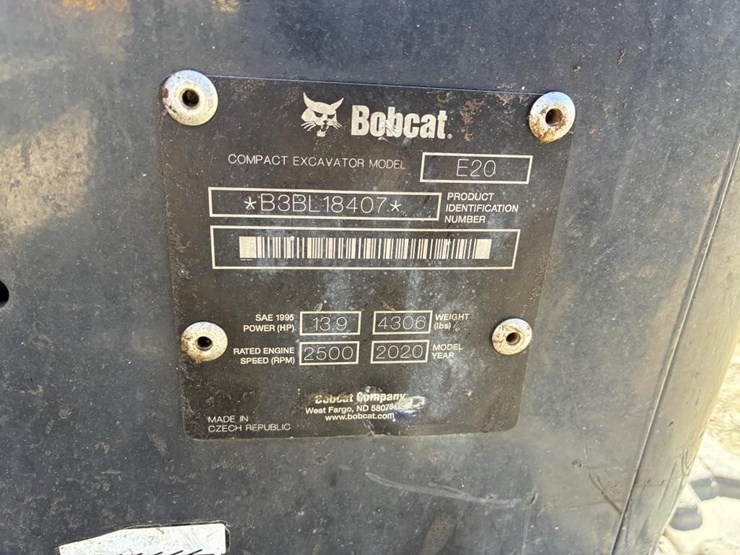 Bobcat®
COMPACT EXCAVATOR MODEL E20
*B3BL18407* PRODUCT
IDENTIFICATION
NUMBER
SAE 1995
POWER (HP) 13.9 4306 WEIGHT
(lbs)
RATED ENGINE
SPEED (RPM) 2500 2020 MODEL
YEAR
Bobcat Company
West Fargo, ND 58078
www.bobcat.com
MADE IN
CZECH REPUBLIC